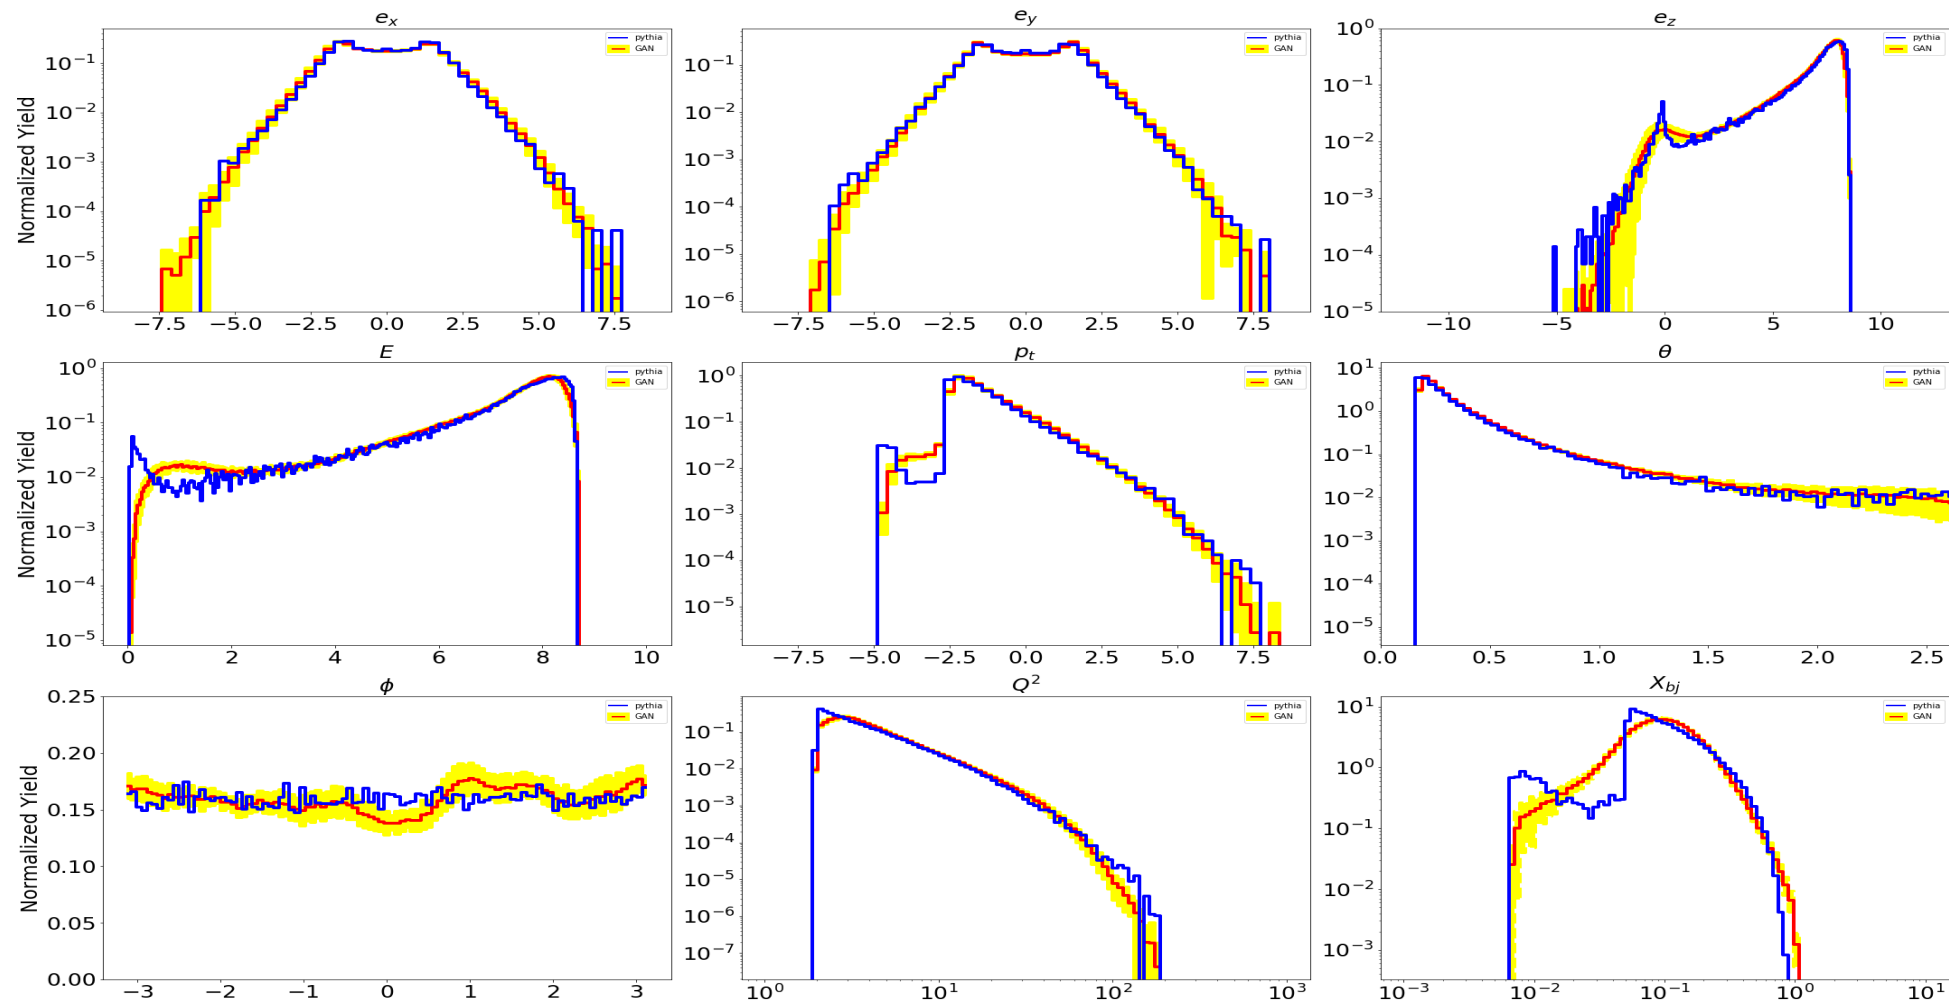 e_x
pythia
GAN
Normalized Yield
10^-1
10^-2
10^-3
10^-4
10^-5
10^-6
−7.5 −5.0 −2.5 0.0 2.5 5.0 7.5
e_y
pythia
GAN
10^-1
10^-2
10^-3
10^-4
10^-5
10^-6
−7.5 −5.0 −2.5 0.0 2.5 5.0 7.5
e_z
pythia
GAN
10^0
10^-1
10^-2
10^-3
10^-4
10^-5
−10 −5 0 5 10
E
pythia
GAN
Normalized Yield
10^0
10^-1
10^-2
10^-3
10^-4
10^-5
0 2 4 6 8 10
p_t
pythia
GAN
10^0
10^-1
10^-2
10^-3
10^-4
10^-5
−7.5 −5.0 −2.5 0.0 2.5 5.0 7.5
θ
pythia
GAN
10^1
10^0
10^-1
10^-2
10^-3
10^-4
10^-5
0.0 0.5 1.0 1.5 2.0 2.5
ϕ
pythia
GAN
Normalized Yield
0.25
0.20
0.15
0.10
0.05
0.00
−3 −2 −1 0 1 2 3
Q^2
pythia
GAN
10^-1
10^-2
10^-3
10^-4
10^-5
10^-6
10^-7
10^0 10^1 10^2 10^3
X_bj
pythia
GAN
10^1
10^0
10^-1
10^-2
10^-3
10^-3 10^-2 10^-1 10^0 10^1